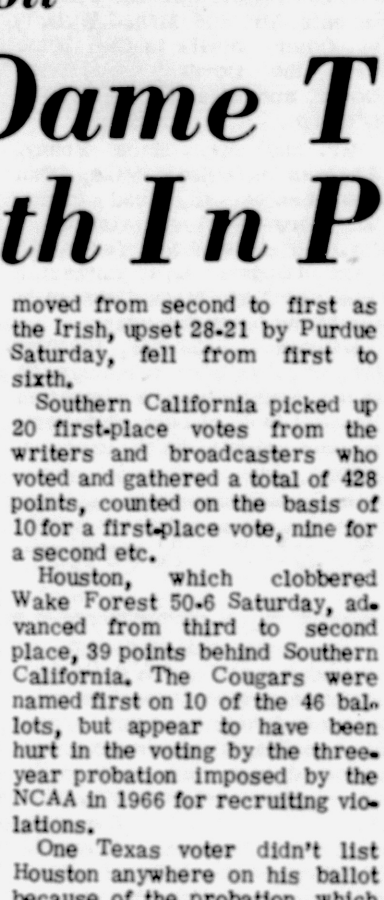 Dame T
th In P
moved from second to first as
the Irish, upset 28-21 by Purdue
Saturday, fell from first to
sixth.
Southern California picked up
20 first-place votes from the
writers and broadcasters who
voted and gathered a total of 428
points, counted on the basis of
10 for a first-place vote, nine for
a second etc.
Houston, which clobbered
Wake Forest 50-6 Saturday, ad-
vanced from third to second
place, 39 points behind Southern
California. The Cougars were
named first on 10 of the 46 bal-
lots, but appear to have been
hurt in the voting by the three-
year probation imposed by the
NCAA in 1966 for recruiting vio-
lations.
One Texas voter didn't list
Houston anywhere on his ballot
because of the probation, which